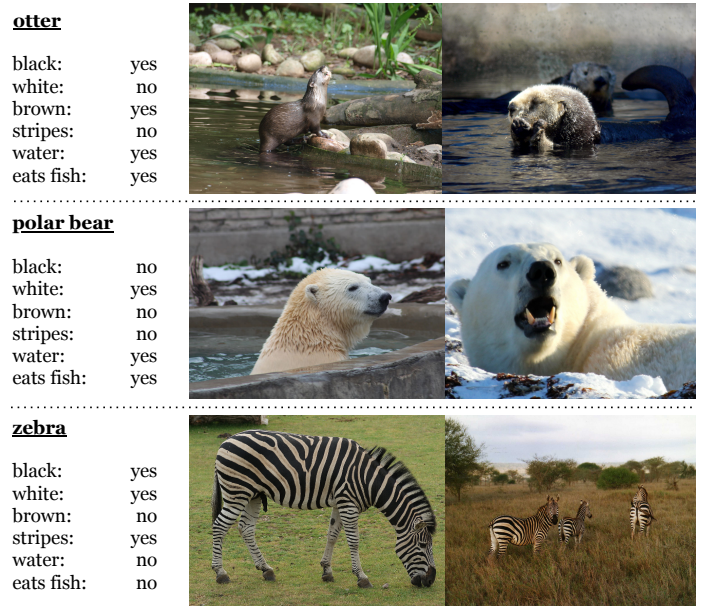 otter
black: yes
white: no
brown: yes
stripes: no
water: yes
eats fish: yes
polar bear
black: no
white: yes
brown: no
stripes: no
water: yes
eats fish: yes
zebra
black: yes
white: yes
brown: no
stripes: yes
water: no
eats fish: no